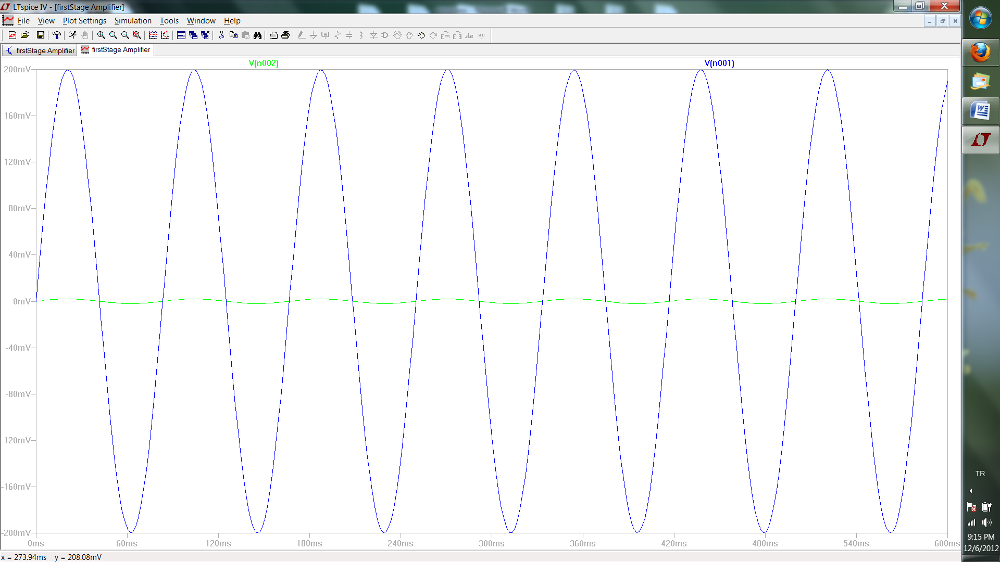 LTspice IV - [firstStage Amplifier]
File View Plot Settings Simulation Tools Window Help
firstStage Amplifier firstStage Amplifier
V(n002) V(n001)
200mV
160mV
120mV
80mV
40mV
0mV
-40mV
-80mV
-120mV
-160mV
-200mV
0ms 60ms 120ms 180ms 240ms 300ms 360ms 420ms 480ms 540ms 600ms
x = 273.94ms y = 208.08mV
TR
9:15 PM
12/6/2012